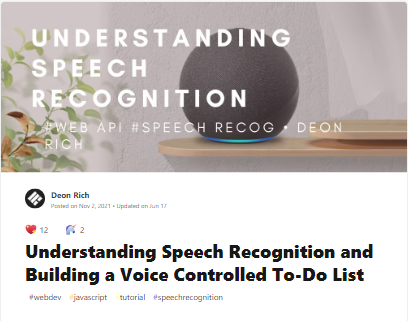 UNDERSTANDING
SPEECH
RECOGNITION
#WEB API #SPEECH RECOG • DEON
RICH
Deon Rich
Posted on Nov 2, 2021 • Updated on Jun 17
12 2
Understanding Speech Recognition and
Building a Voice Controlled To-Do List
#webdev #javascript #tutorial #speechrecognition